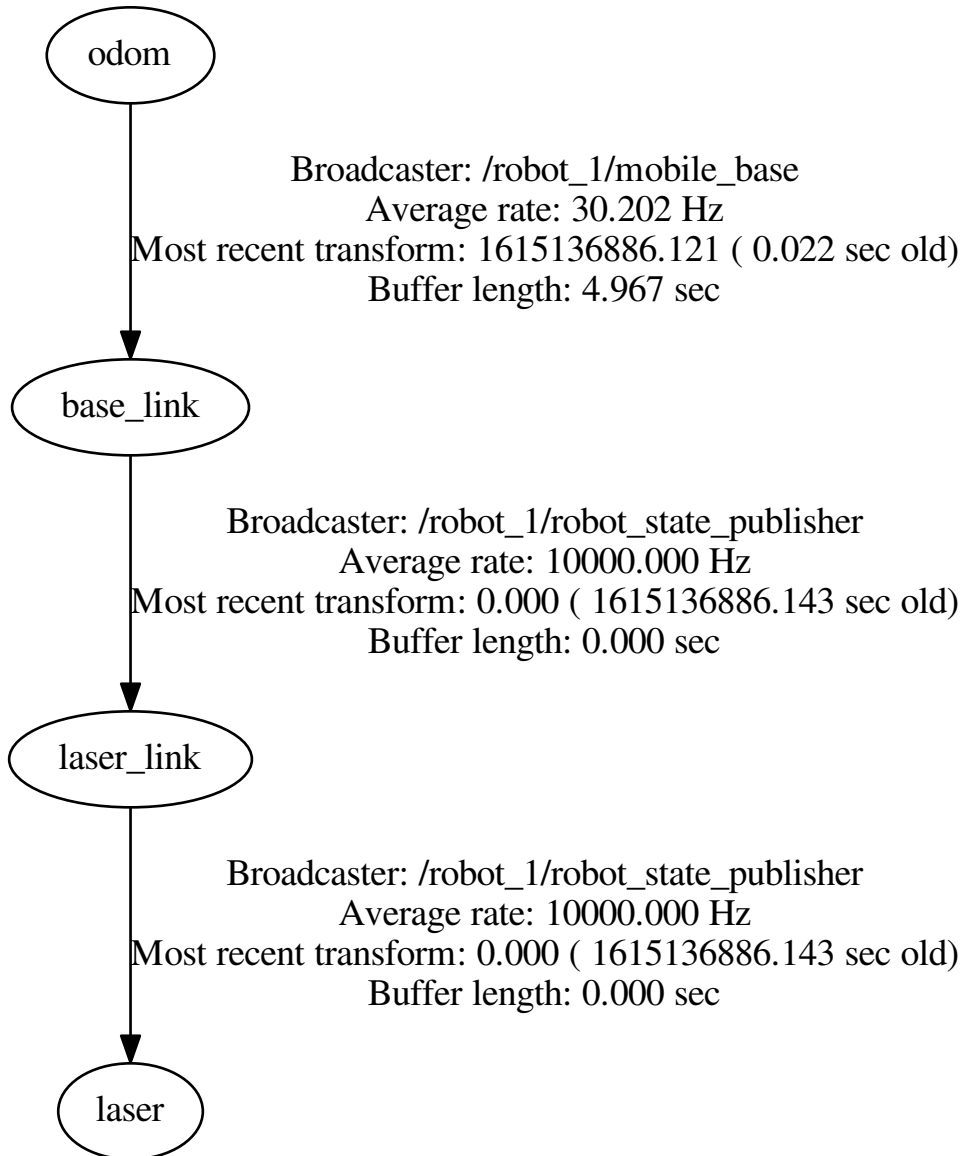 odom
Broadcaster: /robot_1/mobile_base
Average rate: 30.202 Hz
Most recent transform: 1615136886.121 ( 0.022 sec old)
Buffer length: 4.967 sec
base_link
Broadcaster: /robot_1/robot_state_publisher
Average rate: 10000.000 Hz
Most recent transform: 0.000 ( 1615136886.143 sec old)
Buffer length: 0.000 sec
laser_link
Broadcaster: /robot_1/robot_state_publisher
Average rate: 10000.000 Hz
Most recent transform: 0.000 ( 1615136886.143 sec old)
Buffer length: 0.000 sec
laser